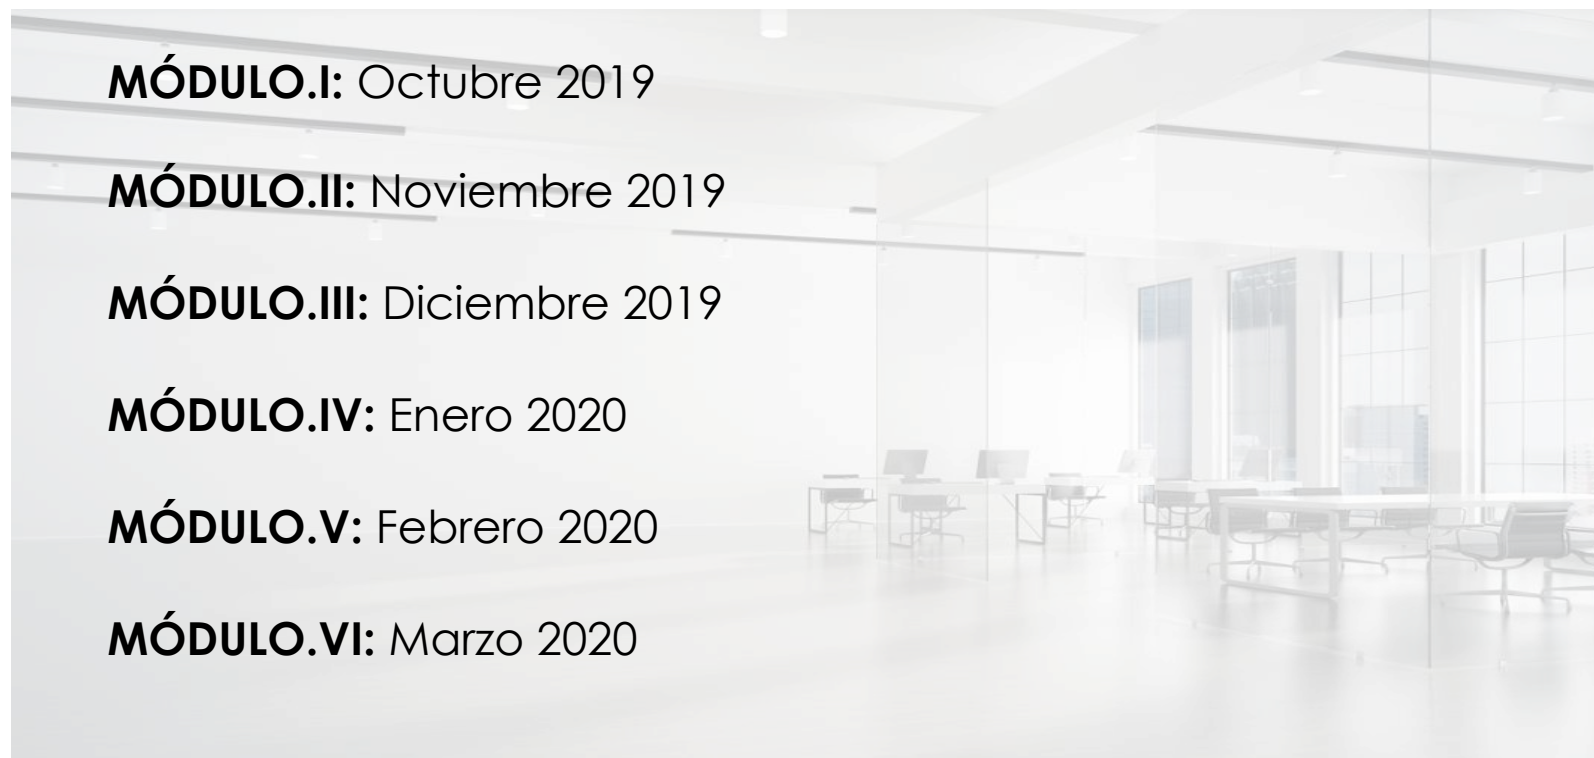 MÓDULO.I: Octubre 2019
MÓDULO.II: Noviembre 2019
MÓDULO.III: Diciembre 2019
MÓDULO.IV: Enero 2020
MÓDULO.V: Febrero 2020
MÓDULO.VI: Marzo 2020